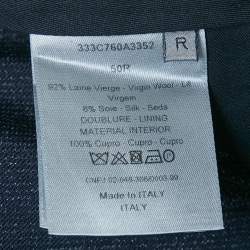 333C760A3352
R
50R
92% Laine Vierge - Virgin Wool - La
Virgem
8% Soie - Silk - Seda
DOUBLURE - LINING
MATERIAL INTERIOR
100% Cupro - Cupro - Cupro
Made in ITALY
ITALY